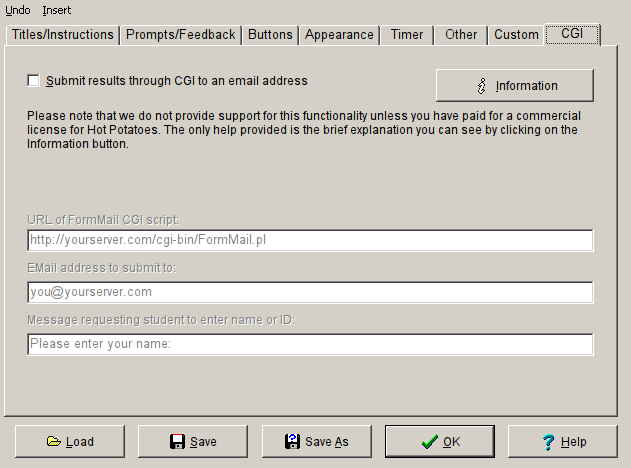 Undo Insert
Titles/Instructions Prompts/Feedback Buttons Appearance Timer Other Custom CGI
Submit results through CGI to an email address
Information
Please note that we do not provide support for this functionality unless you have paid for a commercial
license for Hot Potatoes. The only help provided is the brief explanation you can see by clicking on the
Information button.
URL of FormMail CGI script:
http://yourserver.com/cgi-bin/FormMail.pl
EMail address to submit to:
you@yourserver.com
Message requesting student to enter name or ID:
Please enter your name:
Load Save Save As OK Help